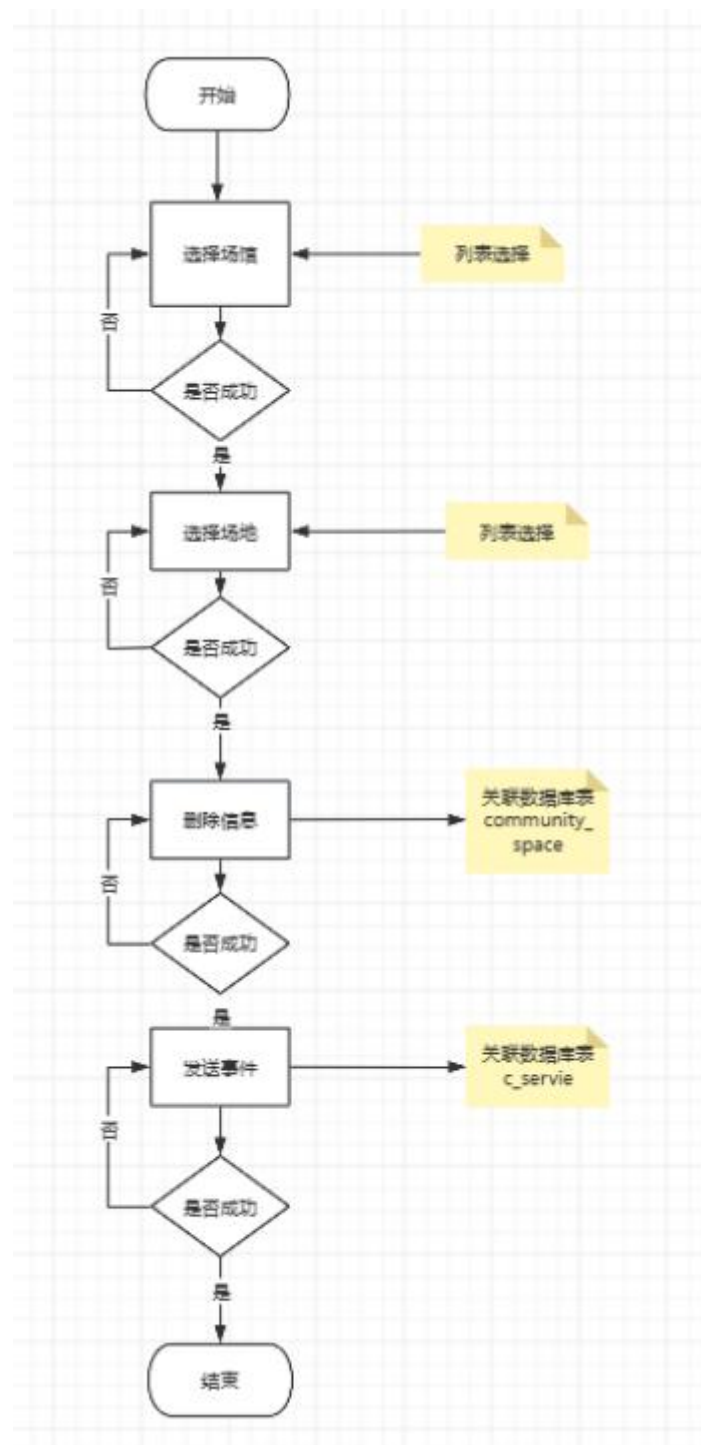 开始
选择场馆
列表选择
否
是否成功
是
选择场地
列表选择
否
是否成功
是
删除信息
关联数据库表
community_
space
否
是否成功
是
发送事件
关联数据库表
c_servie
否
是否成功
是
结束